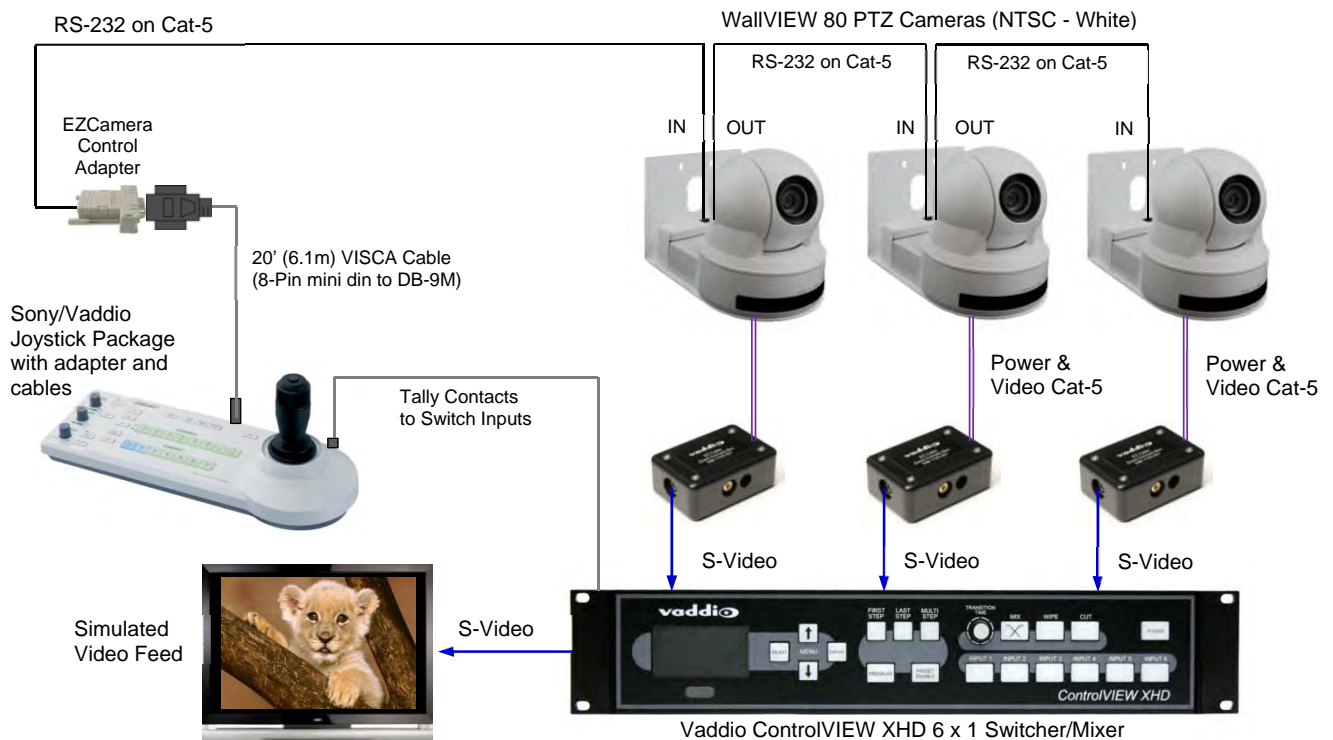 RS-232 on Cat-5
WallVIEW 80 PTZ Cameras (NTSC - White)
RS-232 on Cat-5
RS-232 on Cat-5
EZCamera
Control
Adapter
IN
OUT
IN
OUT
IN
20' (6.1m) VISCA Cable
(8-Pin mini din to DB-9M)
Sony/Vaddio
Joystick Package
with adapter and
cables
Tally Contacts
to Switch Inputs
Power &
Video Cat-5
Power &
Video Cat-5
vaddio
vaddio
vaddio
S-Video
S-Video
S-Video
Simulated
Video Feed
S-Video
vaddio
FIRST
STEP
LAST
STEP
MULTI
STEP
TRANSITION
TIME
MIX
WIPE
CUT
POWER
SELECT
MENU
INPUT 1
INPUT 2
INPUT 3
INPUT 4
INPUT 5
INPUT 6
ControlVIEW XHD
Vaddio ControlVIEW XHD 6 x 1 Switcher/Mixer